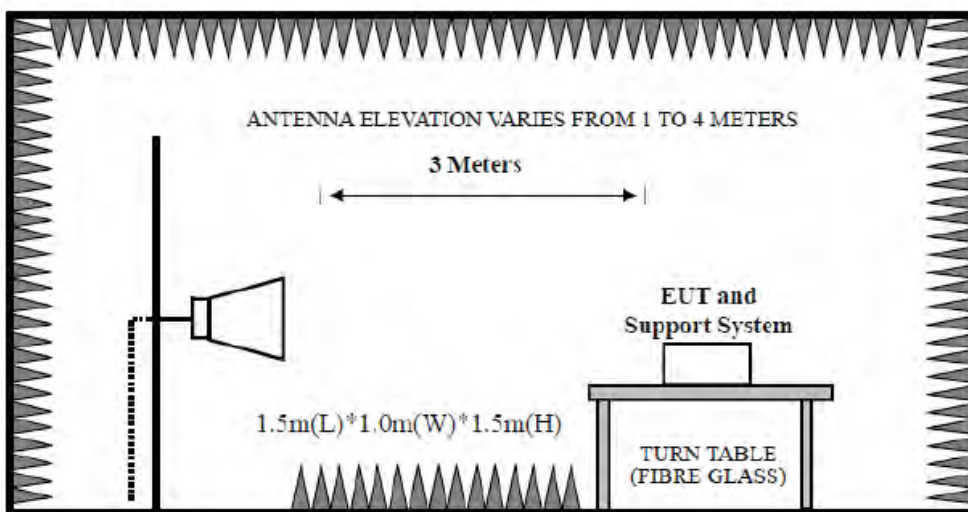 ANTENNA ELEVATION VARIES FROM 1 TO 4 METERS
3 Meters
EUT and
Support System
1.5m(L)*1.0m(W)*1.5m(H)
TURN TABLE
(FIBRE GLASS)